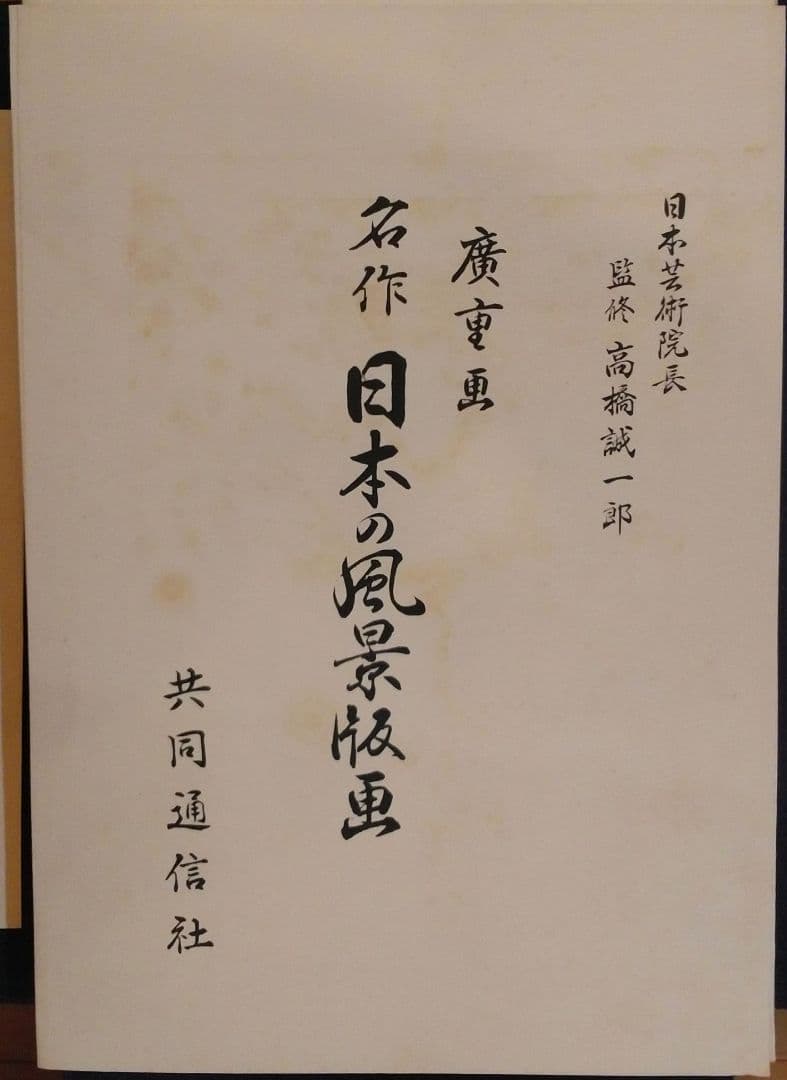 日本芸術院長
監修 高橋誠一郎
廣重画
名作 日本の風景版画
共同通信社